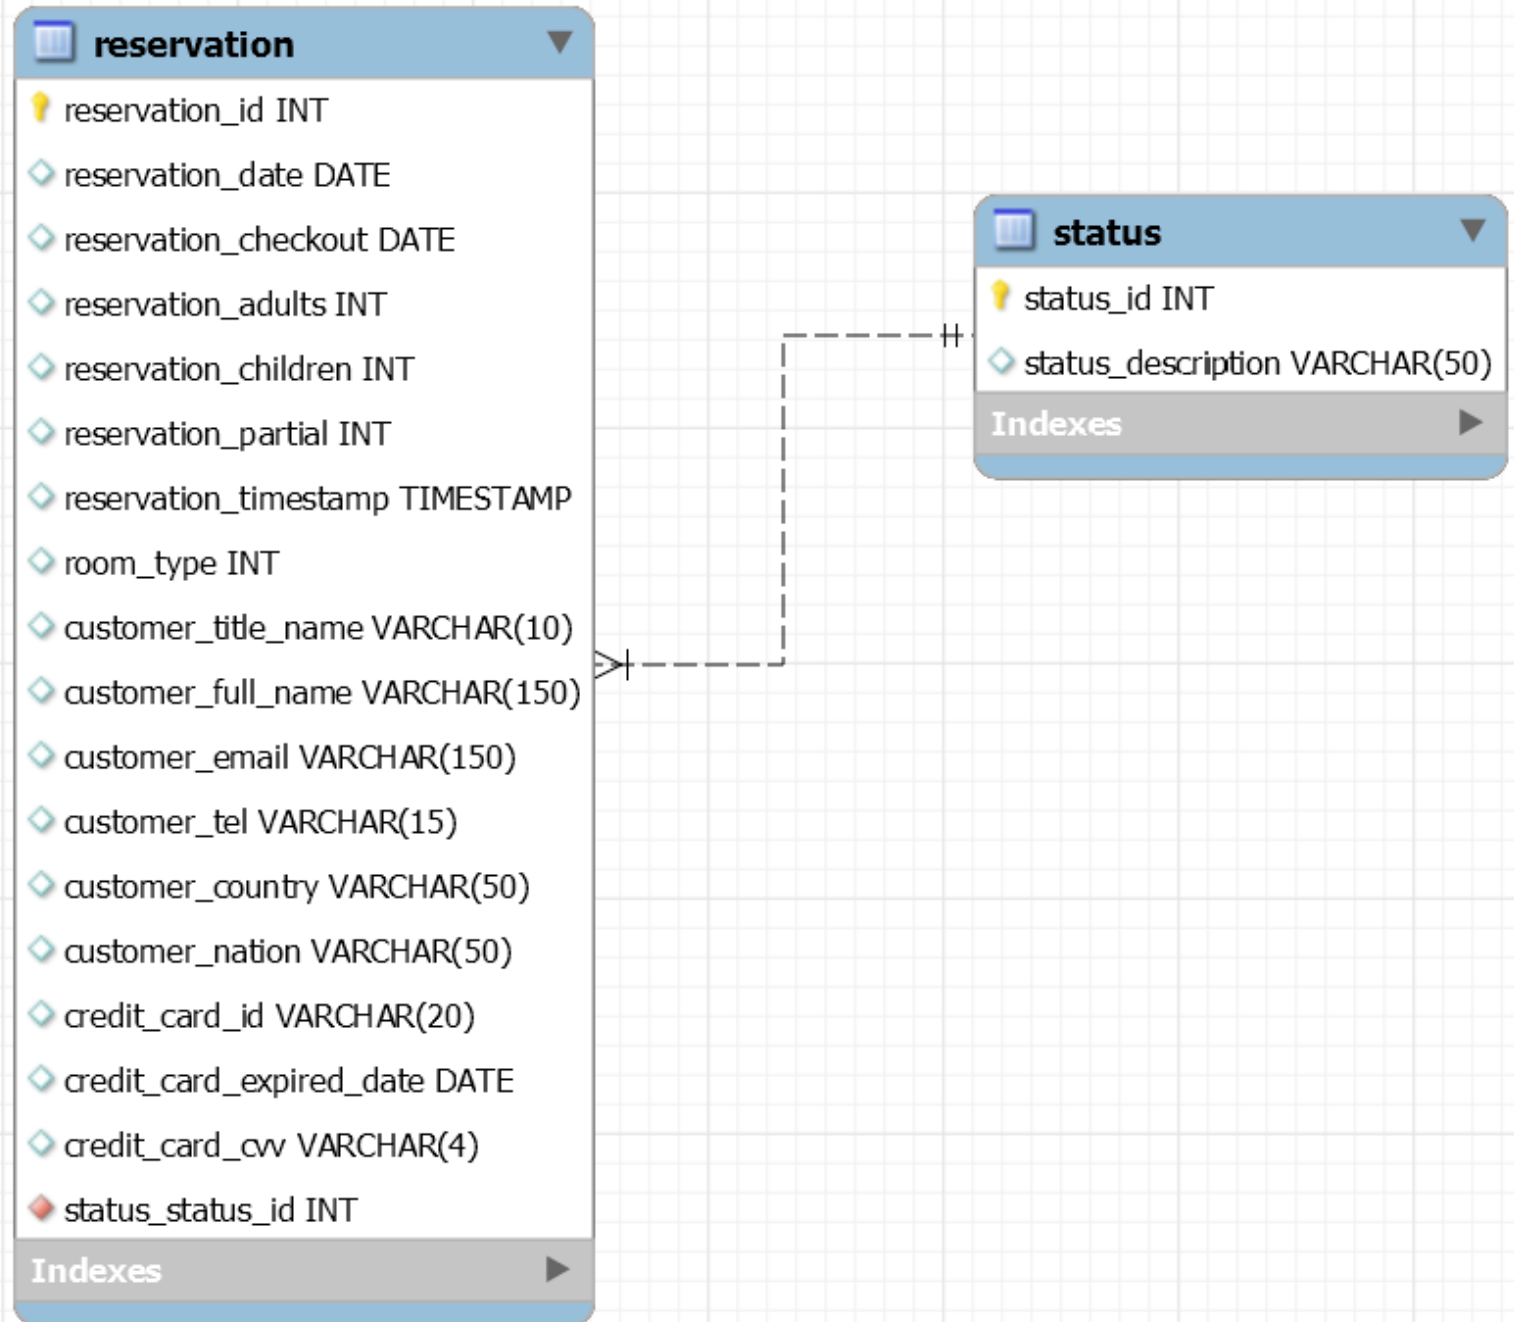 reservation
reservation_id INT
reservation_date DATE
reservation_checkout DATE
reservation_adults INT
reservation_children INT
reservation_partial INT
reservation_timestamp TIMESTAMP
room_type INT
customer_title_name VARCHAR(10)
customer_full_name VARCHAR(150)
customer_email VARCHAR(150)
customer_tel VARCHAR(15)
customer_country VARCHAR(50)
customer_nation VARCHAR(50)
credit_card_id VARCHAR(20)
credit_card_expired_date DATE
credit_card_cvv VARCHAR(4)
status_status_id INT
Indexes
status
status_id INT
status_description VARCHAR(50)
Indexes